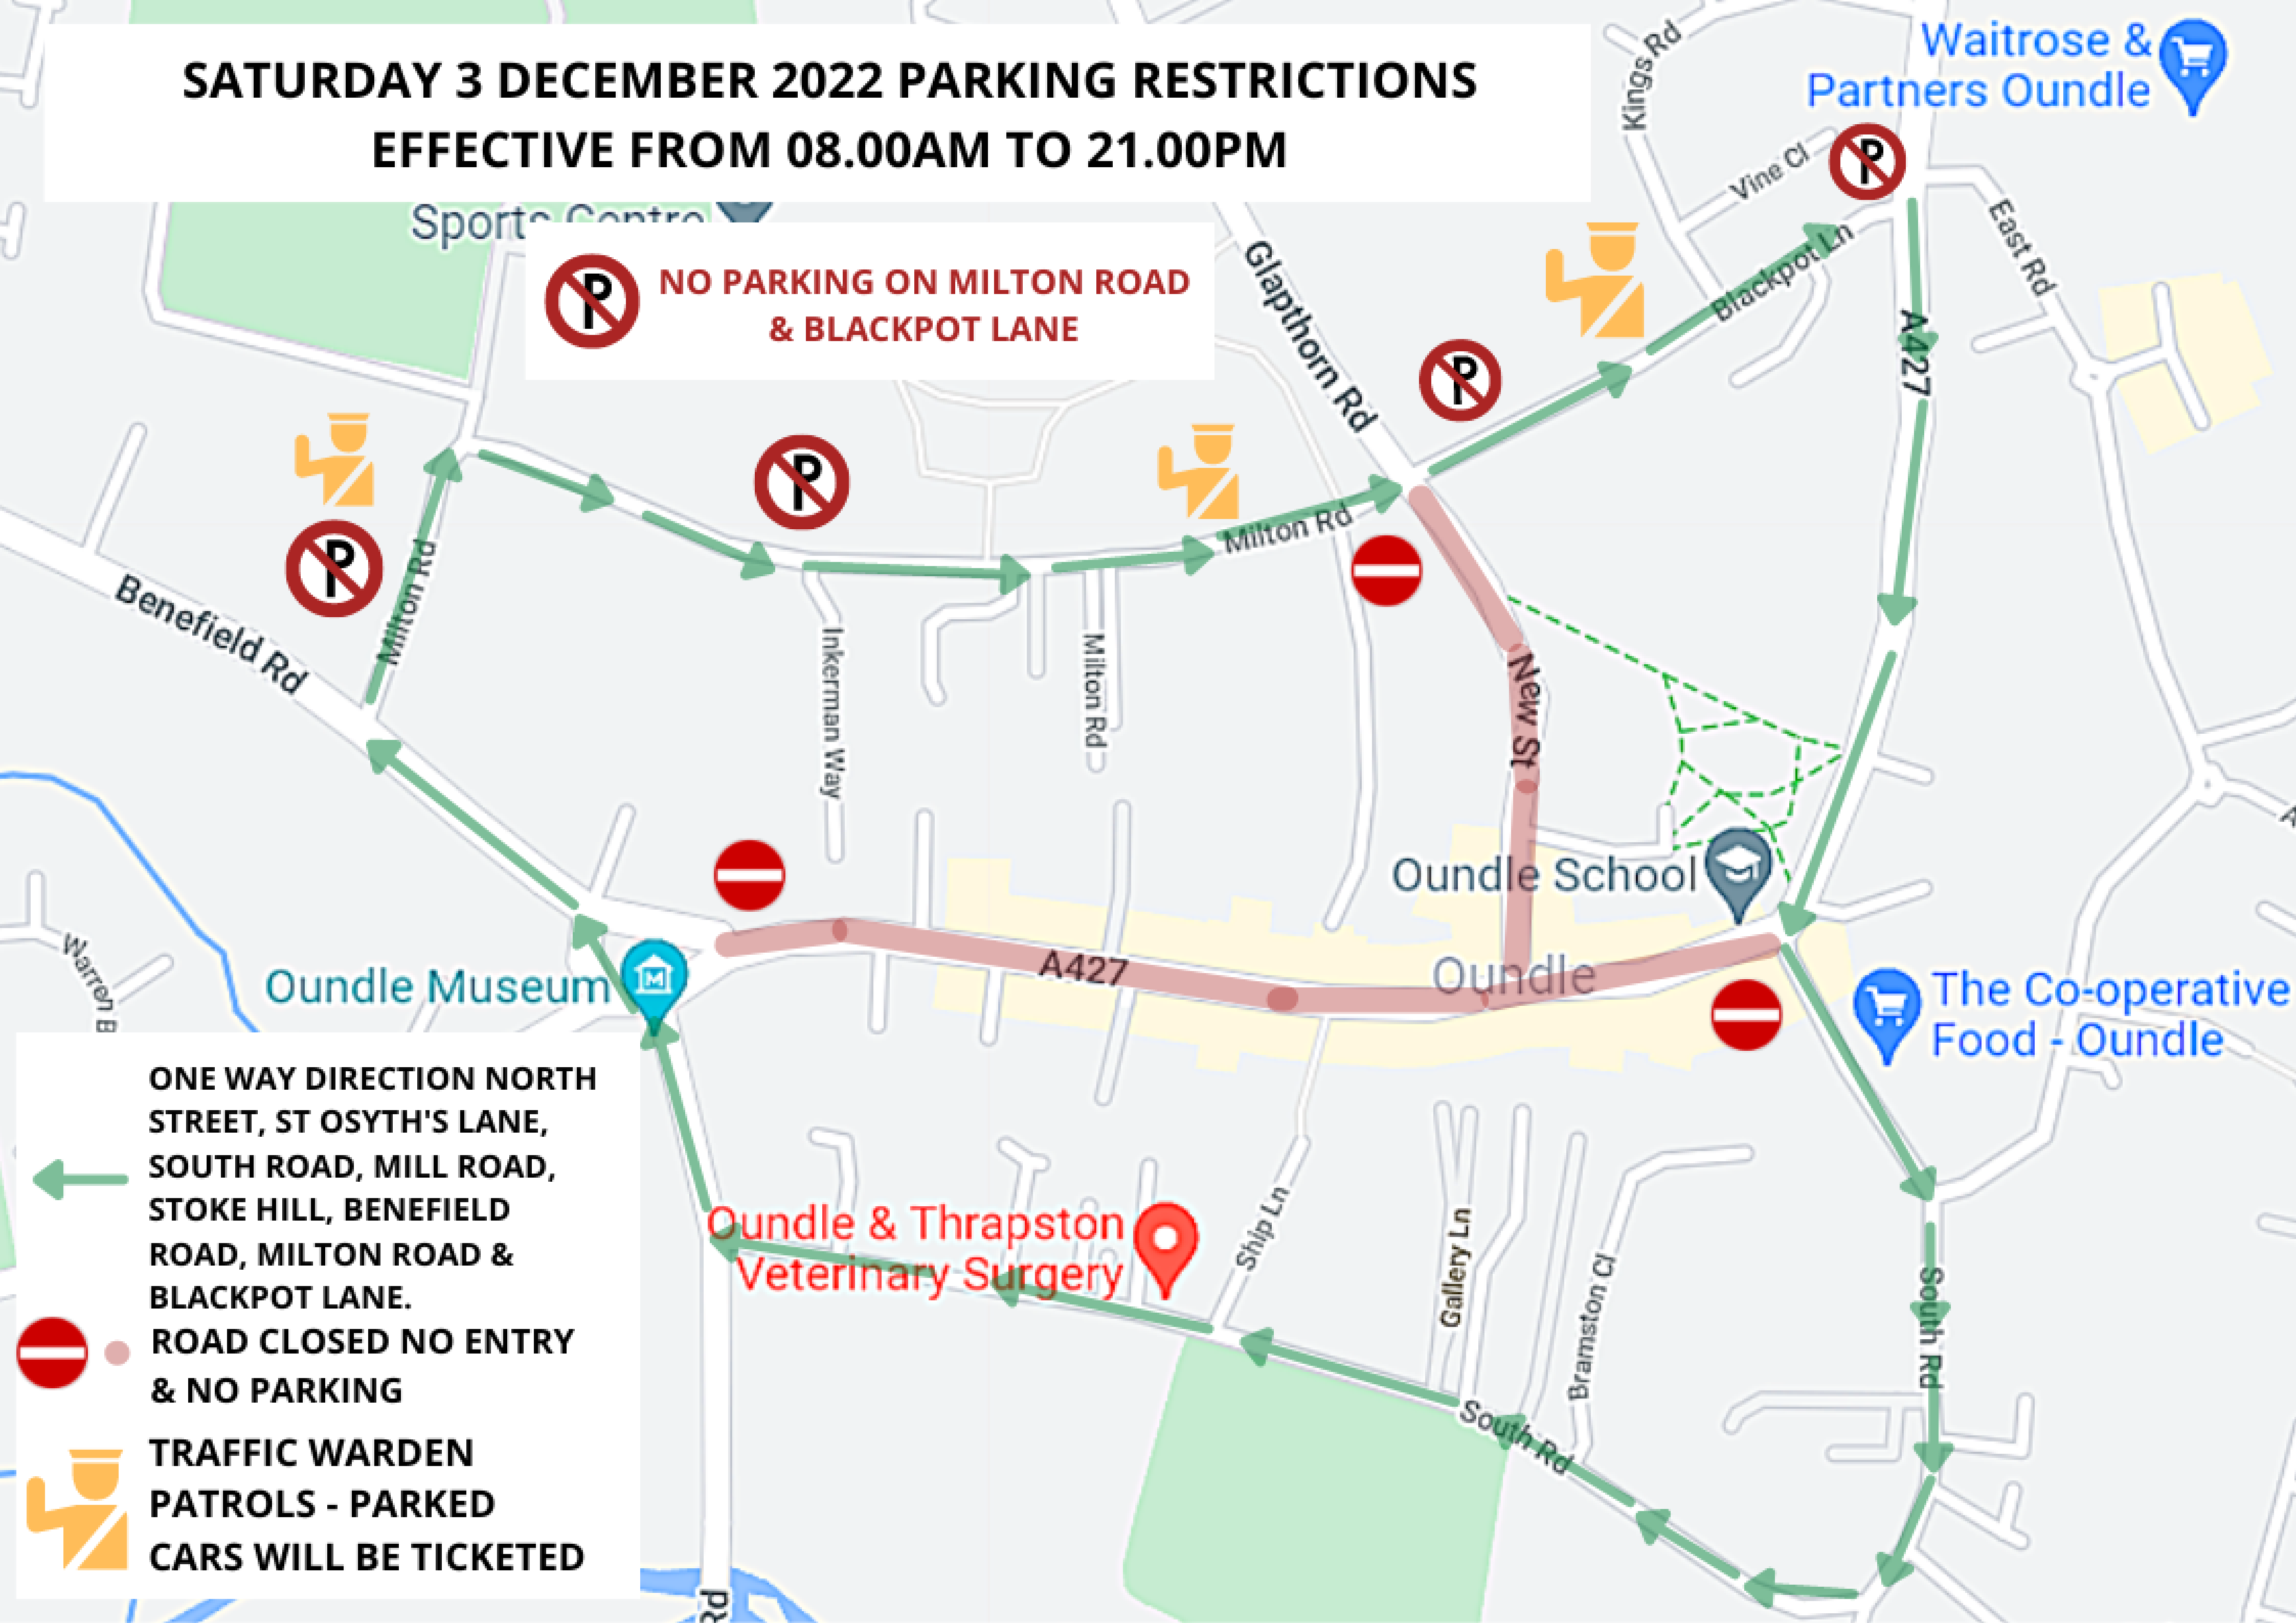 SATURDAY 3 DECEMBER 2022 PARKING RESTRICTIONS
EFFECTIVE FROM 08.00AM TO 21.00PM
Waitrose &
Partners Oundle
Kings Rd
Vine Cl
Blackpot Ln
East Rd
Sports Centre
NO PARKING ON MILTON ROAD
& BLACKPOT LANE
Glapthorn Rd
A427
Milton Rd
Milton Rd
Benefield Rd
Inkerman Way
Milton Rd
New St
Oundle School
A427
Oundle
Oundle Museum
Warren B
The Co-operative
Food - Oundle
ONE WAY DIRECTION NORTH
STREET, ST OSYTH'S LANE,
SOUTH ROAD, MILL ROAD,
STOKE HILL, BENEFIELD
ROAD, MILTON ROAD &
BLACKPOT LANE.
ROAD CLOSED NO ENTRY
& NO PARKING
TRAFFIC WARDEN
PATROLS - PARKED
CARS WILL BE TICKETED
Oundle & Thrapston
Veterinary Surgery
Ship Ln
Gallery Ln
Bramston Cl
South Rd
South Rd
Rd